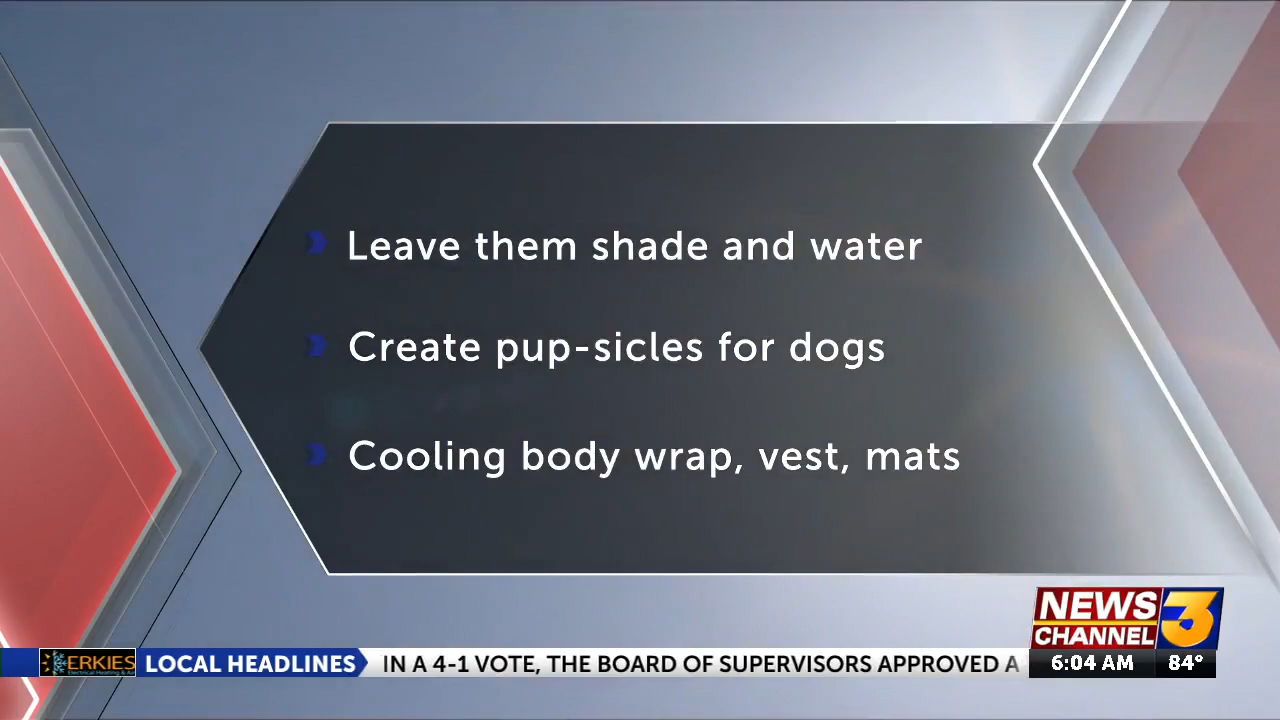 Leave them shade and water
Create pup-sicles for dogs
Cooling body wrap, vest, mats
NEWS
CHANNEL 3
ERKIES LOCAL HEADLINES IN A 4-1 VOTE, THE BOARD OF SUPERVISORS APPROVED A
6:04 AM 84°